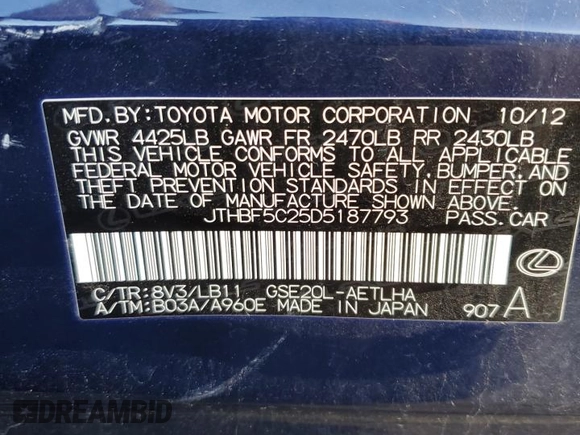 MFD. BY: TOYOTA MOTOR CORPORATION 10/12
GVWR 4425LB GAWR FR 2470LB RR 2430LB
THIS VEHICLE CONFORMS TO ALL APPLICABLE
FEDERAL MOTOR VEHICLE SAFETY, BUMPER, AND
THEFT PREVENTION STANDARDS IN EFFECT ON
THE DATE OF MANUFACTURE SHOWN ABOVE.
JTHBF5C25D5187793 PASS. CAR
C/TR: 8V3/LB11 GSE20L-AETLHA
A/TM: B03A/A960E MADE IN JAPAN 907 A
DREAMBID